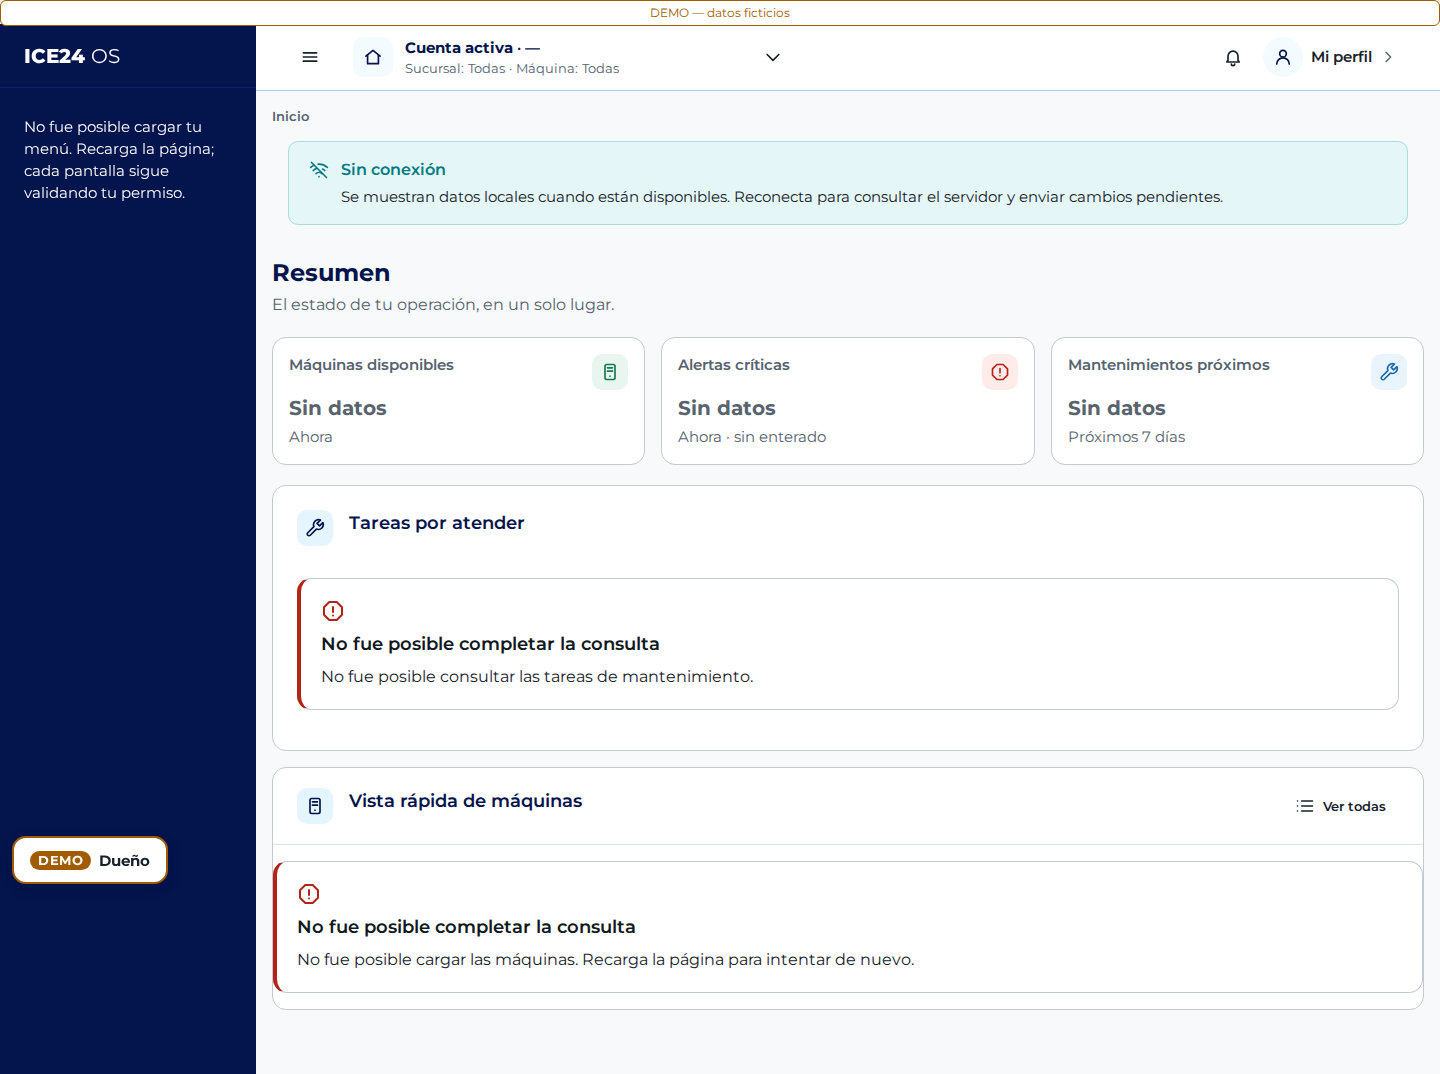 DEMO — datos ficticios
ICE24 OS
Cuenta activa · —
Sucursal: Todas · Máquina: Todas
Mi perfil
No fue posible cargar tu
menú. Recarga la página;
cada pantalla sigue
validando tu permiso.
Inicio
Sin conexión
Se muestran datos locales cuando están disponibles. Reconecta para consultar el servidor y enviar cambios pendientes.
Resumen
El estado de tu operación, en un solo lugar.
Máquinas disponibles
Sin datos
Ahora
Alertas críticas
Sin datos
Ahora · sin enterado
Mantenimientos próximos
Sin datos
Próximos 7 días
Tareas por atender
No fue posible completar la consulta
No fue posible consultar las tareas de mantenimiento.
Vista rápida de máquinas
Ver todas
No fue posible completar la consulta
No fue posible cargar las máquinas. Recarga la página para intentar de nuevo.
DEMO Dueño